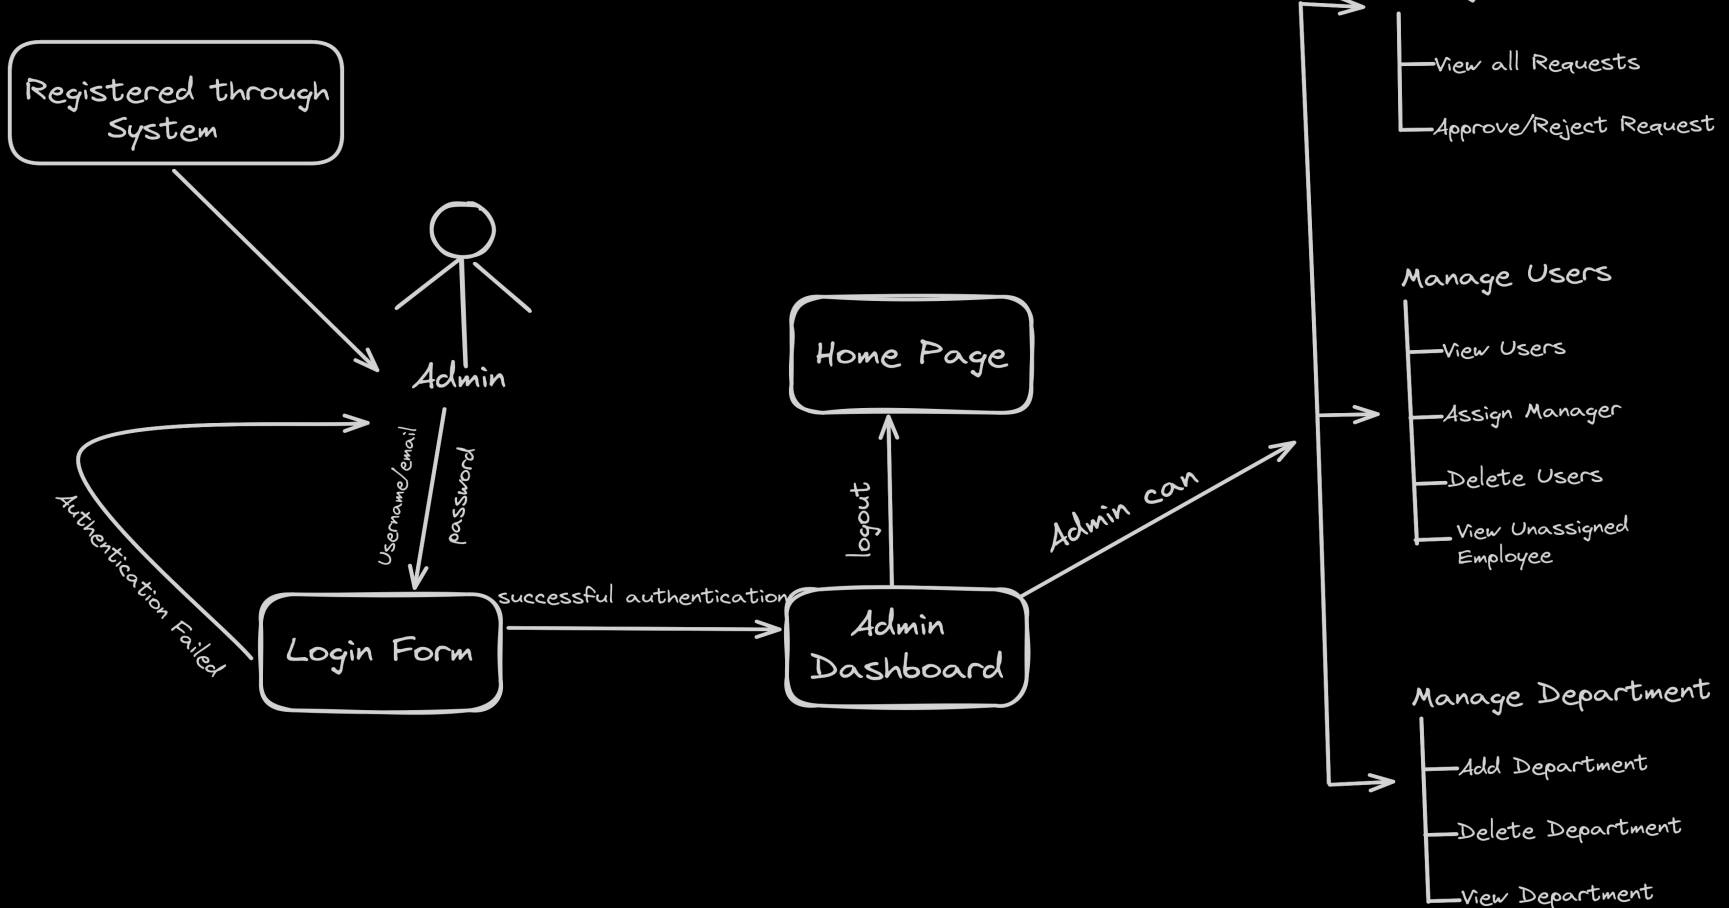 Registered through
System
Admin
Username/email
password
Authentication Failed
Login Form
successful authentication
Admin
Dashboard
logout
Home Page
Admin can
View all Requests
Approve/Reject Request
Manage Users
View Users
Assign Manager
Delete Users
View Unassigned
Employee
Manage Department
Add Department
Delete Department
View Department